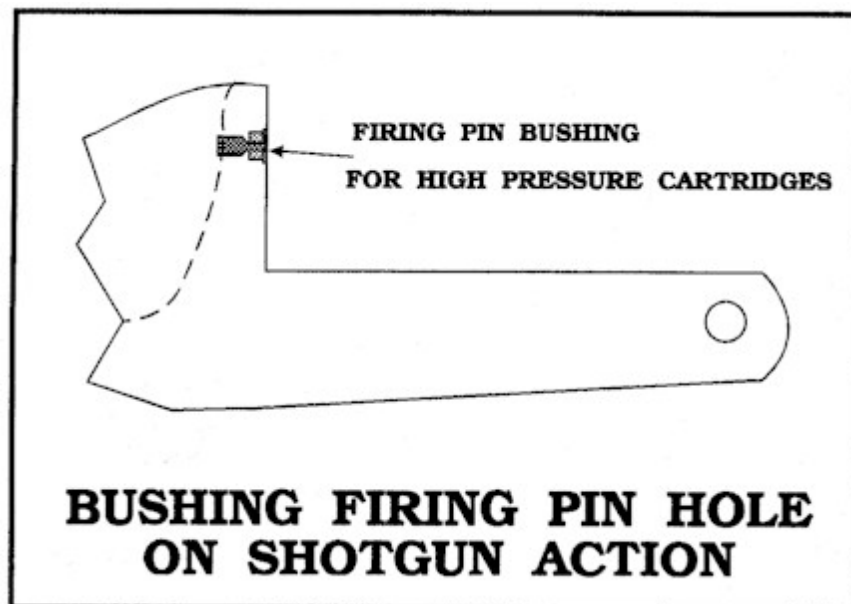 FIRING PIN BUSHING
FOR HIGH PRESSURE CARTRIDGES
BUSHING FIRING PIN HOLE
ON SHOTGUN ACTION